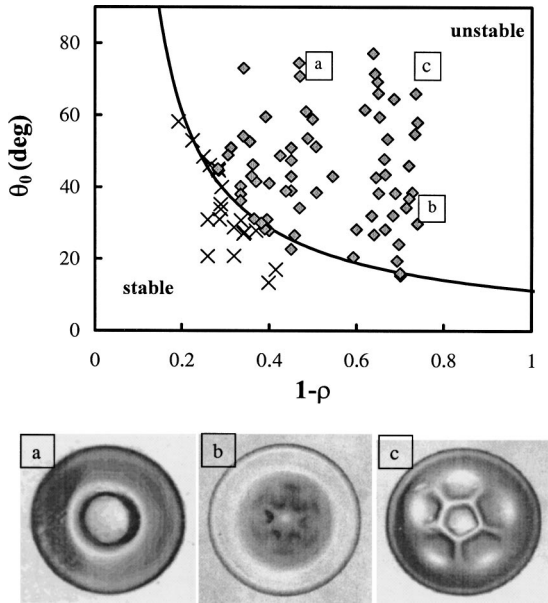 80
unstable
a
c
60
θ₀ (deg)
40
b
20
stable
0
0
0.2
0.4
0.6
0.8
1
1-ρ
a
b
c